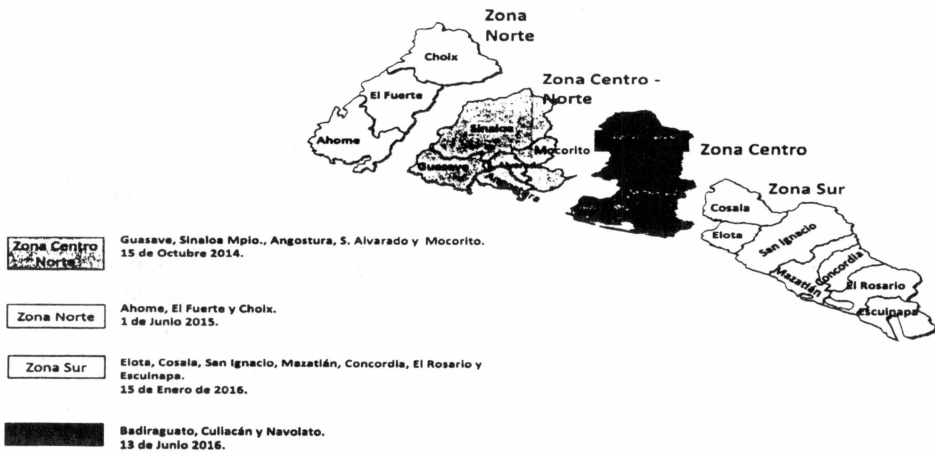 Zona
Norte
Choix
El Fuerte
Ahome
Zona Centro -
Norte
Sinaloa
Mocorito
Guasave
Alvarado
Angostura
Zona Centro
Zona Sur
Cosala
Elota
San Ignacio
Mazatlán
Concordia
El Rosario
Escuinapa
Zona Centro
Norte
Guasave, Sinaloa Mpio., Angostura, S. Alvarado y Mocorito.
15 de Octubre 2014.
Zona Norte
Ahome, El Fuerte y Choix.
1 de Junio 2015.
Zona Sur
Elota, Cosala, San Ignacio, Mazatlán, Concordia, El Rosario y
Escuinapa.
15 de Enero de 2016.
Badiraguato, Culiacán y Navolato.
13 de Junio 2016.